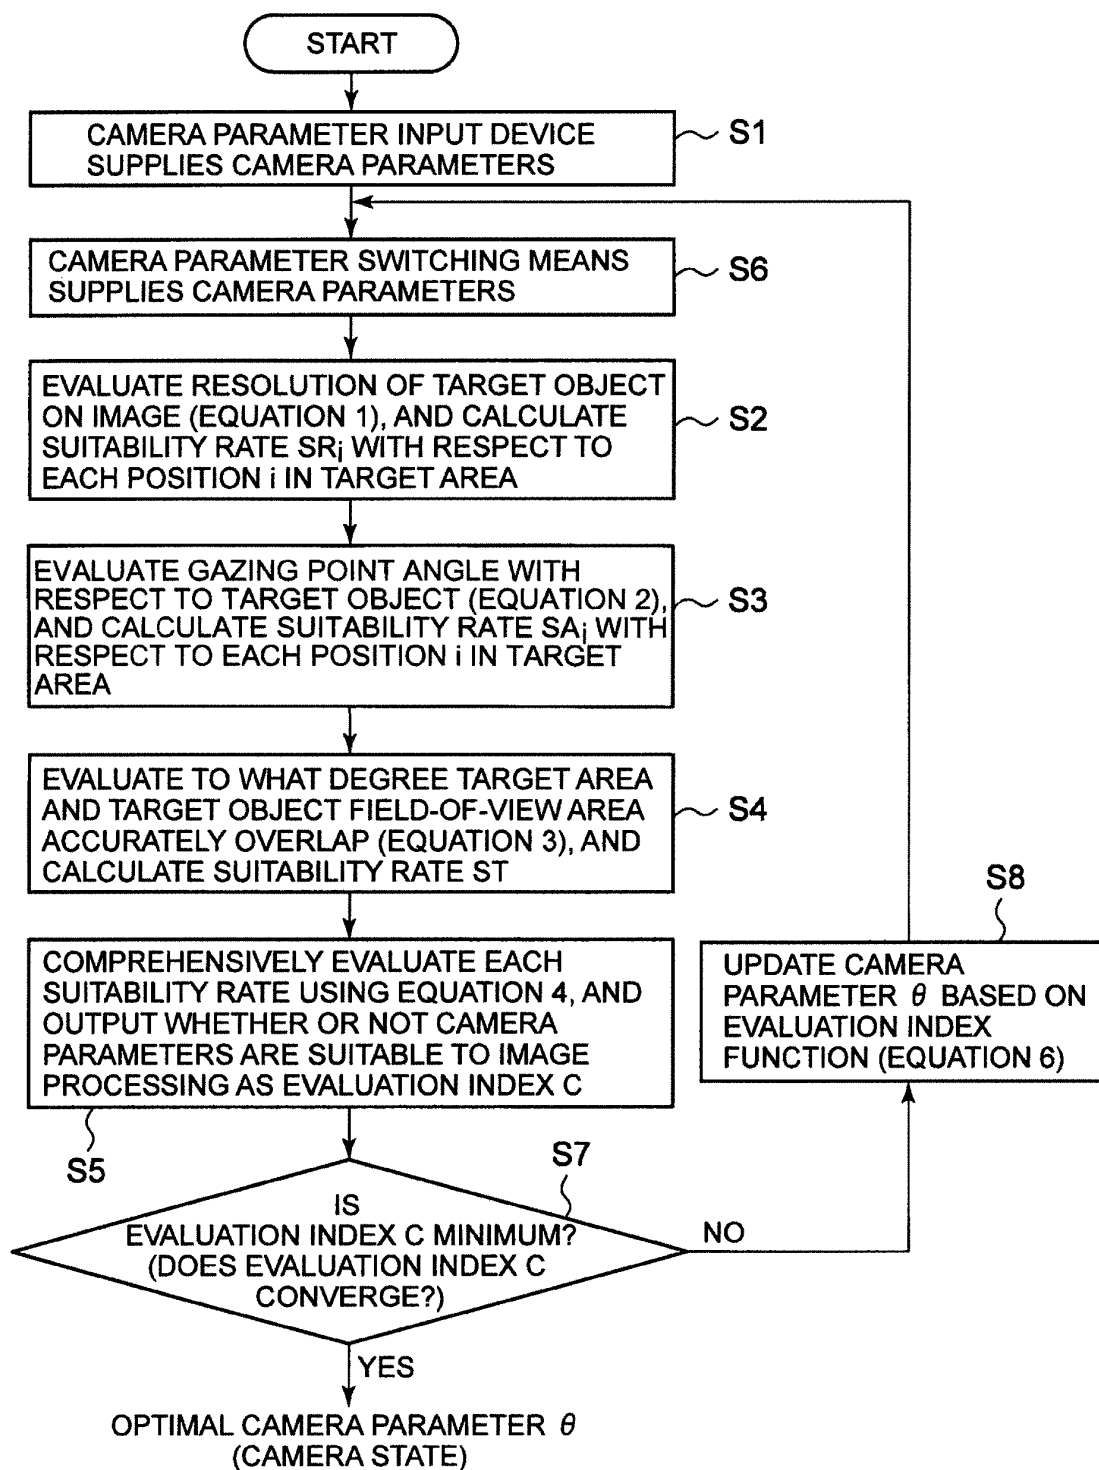 START
CAMERA PARAMETER INPUT DEVICE
SUPPLIES CAMERA PARAMETERS
S1
CAMERA PARAMETER SWITCHING MEANS
SUPPLIES CAMERA PARAMETERS
S6
EVALUATE RESOLUTION OF TARGET OBJECT
ON IMAGE (EQUATION 1), AND CALCULATE
SUITABILITY RATE SRi WITH RESPECT TO
EACH POSITION i IN TARGET AREA
S2
EVALUATE GAZING POINT ANGLE WITH
RESPECT TO TARGET OBJECT (EQUATION 2),
AND CALCULATE SUITABILITY RATE SAi WITH
RESPECT TO EACH POSITION i IN TARGET
AREA
S3
EVALUATE TO WHAT DEGREE TARGET AREA
AND TARGET OBJECT FIELD-OF-VIEW AREA
ACCURATELY OVERLAP (EQUATION 3), AND
CALCULATE SUITABILITY RATE ST
S4
COMPREHENSIVELY EVALUATE EACH
SUITABILITY RATE USING EQUATION 4, AND
OUTPUT WHETHER OR NOT CAMERA
PARAMETERS ARE SUITABLE TO IMAGE
PROCESSING AS EVALUATION INDEX C
S5
S8
UPDATE CAMERA
PARAMETER θ BASED ON
EVALUATION INDEX
FUNCTION (EQUATION 6)
S7
IS
EVALUATION INDEX C MINIMUM?
(DOES EVALUATION INDEX C
CONVERGE?)
NO
YES
OPTIMAL CAMERA PARAMETER θ
(CAMERA STATE)